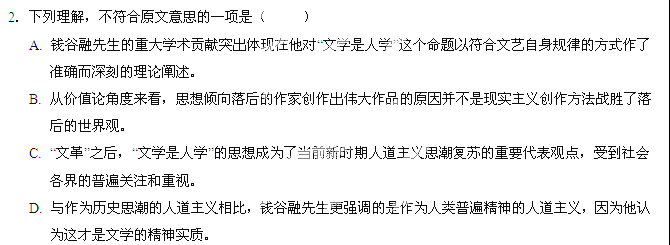 2. 下列理解，不符合原文意思的一项是（　　）
A. 钱谷融先生的重大学术贡献突出体现在他对“文学是人学”这个命题以符合文艺自身规律的方式作了
准确而深刻的理论阐述。
B. 从价值论角度来看，思想倾向落后的作家创作出伟大作品的原因并不是现实主义创作方法战胜了落
后的世界观。
C. “文革”之后，“文学是人学”的思想成为了当前新时期人道主义思潮复苏的重要代表观点，受到社会
各界的普遍关注和重视。
D. 与作为历史思潮的人道主义相比，钱谷融先生更强调的是作为人类普遍精神的人道主义，因为他认
为这才是文学的精神实质。